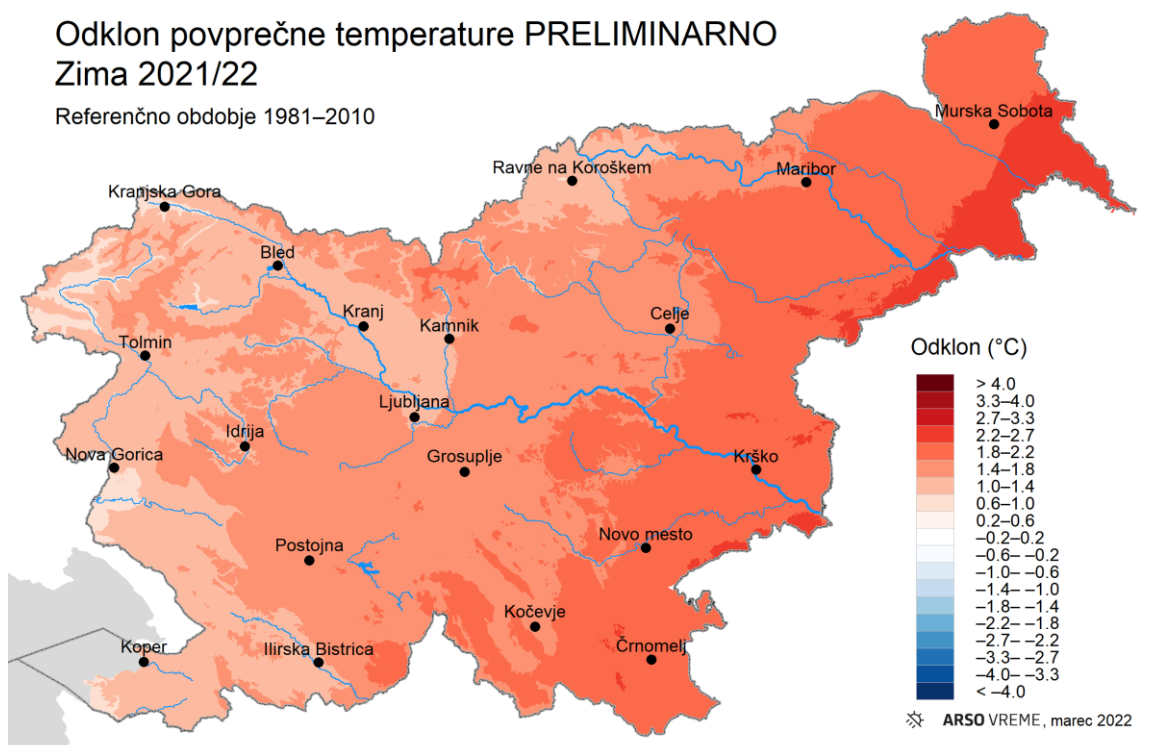 Odklon povprečne temperature PRELIMINARNO
Zima 2021/22
Referenčno obdobje 1981–2010
Murska Sobota
Ravne na Koroškem
Maribor
Kranjska Gora
Bled
Kranj
Kamnik
Celje
Tolmin
Ljubljana
Idrija
Nova Gorica
Grosuplje
Krško
Novo mesto
Postojna
Kočevje
Koper
Ilirska Bistrica
Črnomelj
Odklon (°C)
> 4.0
3.3–4.0
2.7–3.3
2.2–2.7
1.8–2.2
1.4–1.8
1.0–1.4
0.6–1.0
0.2–0.6
–0.2–0.2
–0.6– –0.2
–1.0– –0.6
–1.4– –1.0
–1.8– –1.4
–2.2– –1.8
–2.7– –2.2
–3.3– –2.7
–4.0– –3.3
< –4.0
ARSO VREME, marec 2022